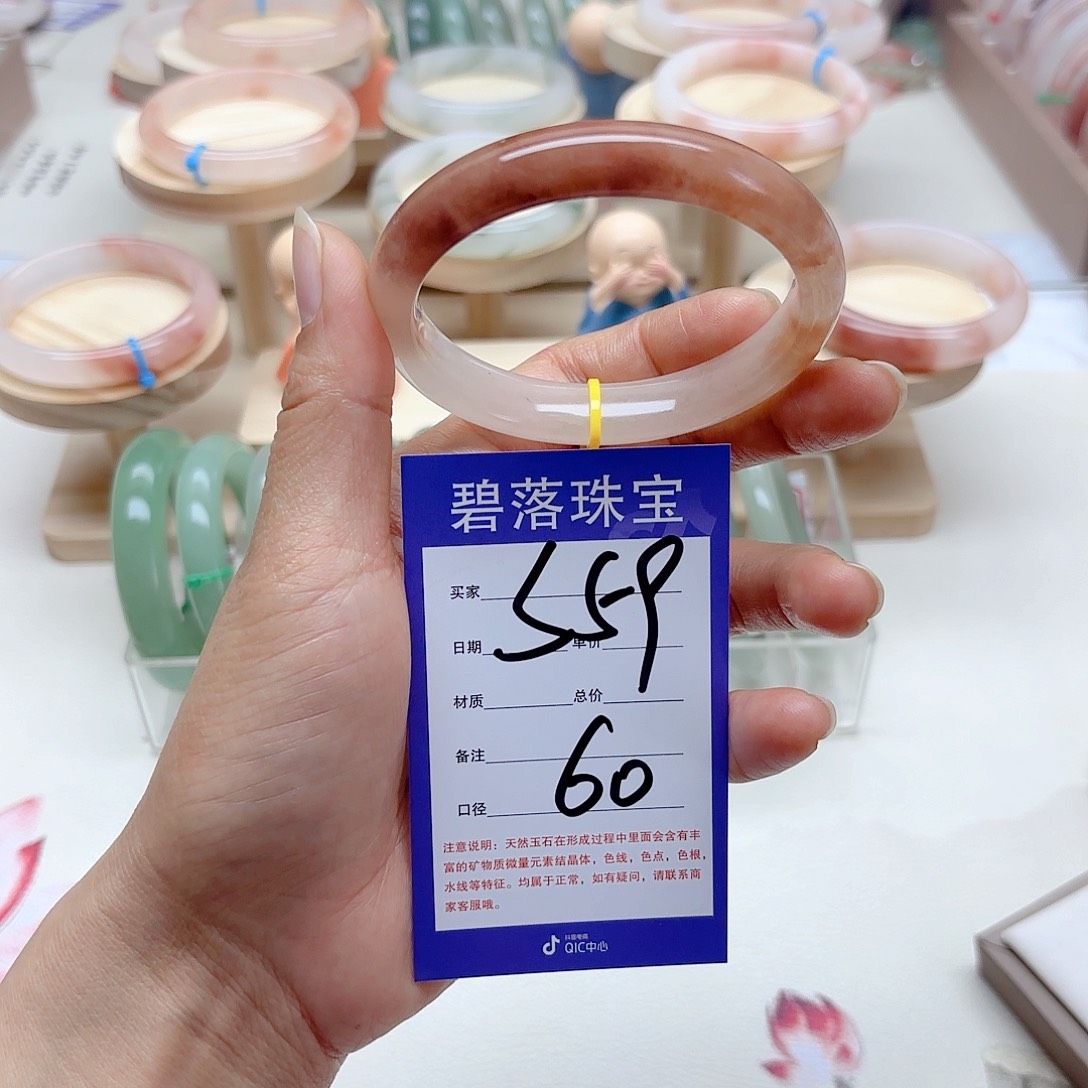 碧落珠宝
买家
559
日期 单价
材质 总价
备注
60
口径
注意说明：天然玉石在形成过程中里面会含有丰
富的矿物质微量元素结晶体，色线，色点，色根，
水线等特征。均属于正常，如有疑问，请联系商
家客服哦。
抖音电商
QIC中心